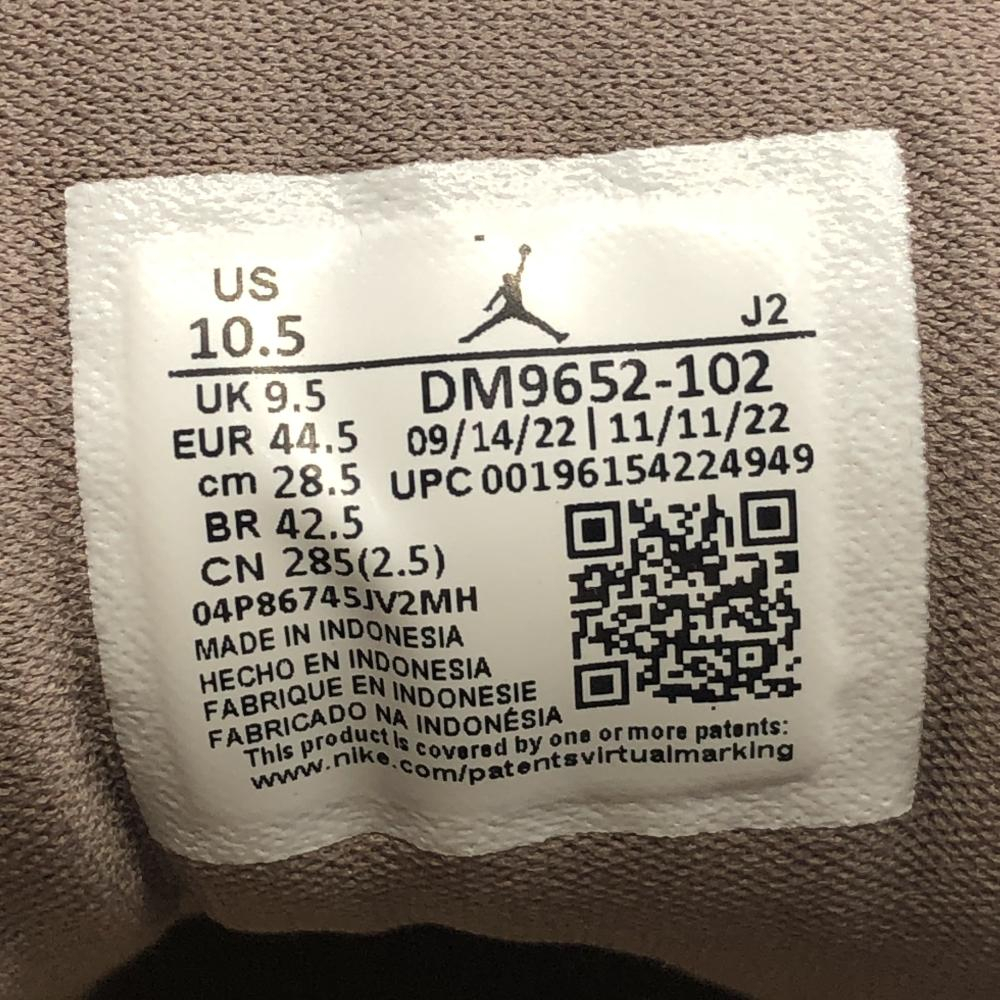 US
10.5
J2
UK 9.5
EUR 44.5
cm 28.5
BR 42.5
CN 285(2.5)
DM9652-102
09/14/22 | 11/11/22
UPC 00196154224949
04P86745JV2MH
MADE IN INDONESIA
HECHO EN INDONESIA
FABRIQUE EN INDONESIE
FABRICADO NA INDONÉSIA
This product is covered by one or more patents:
www.nike.com/patentsvirtualmarking